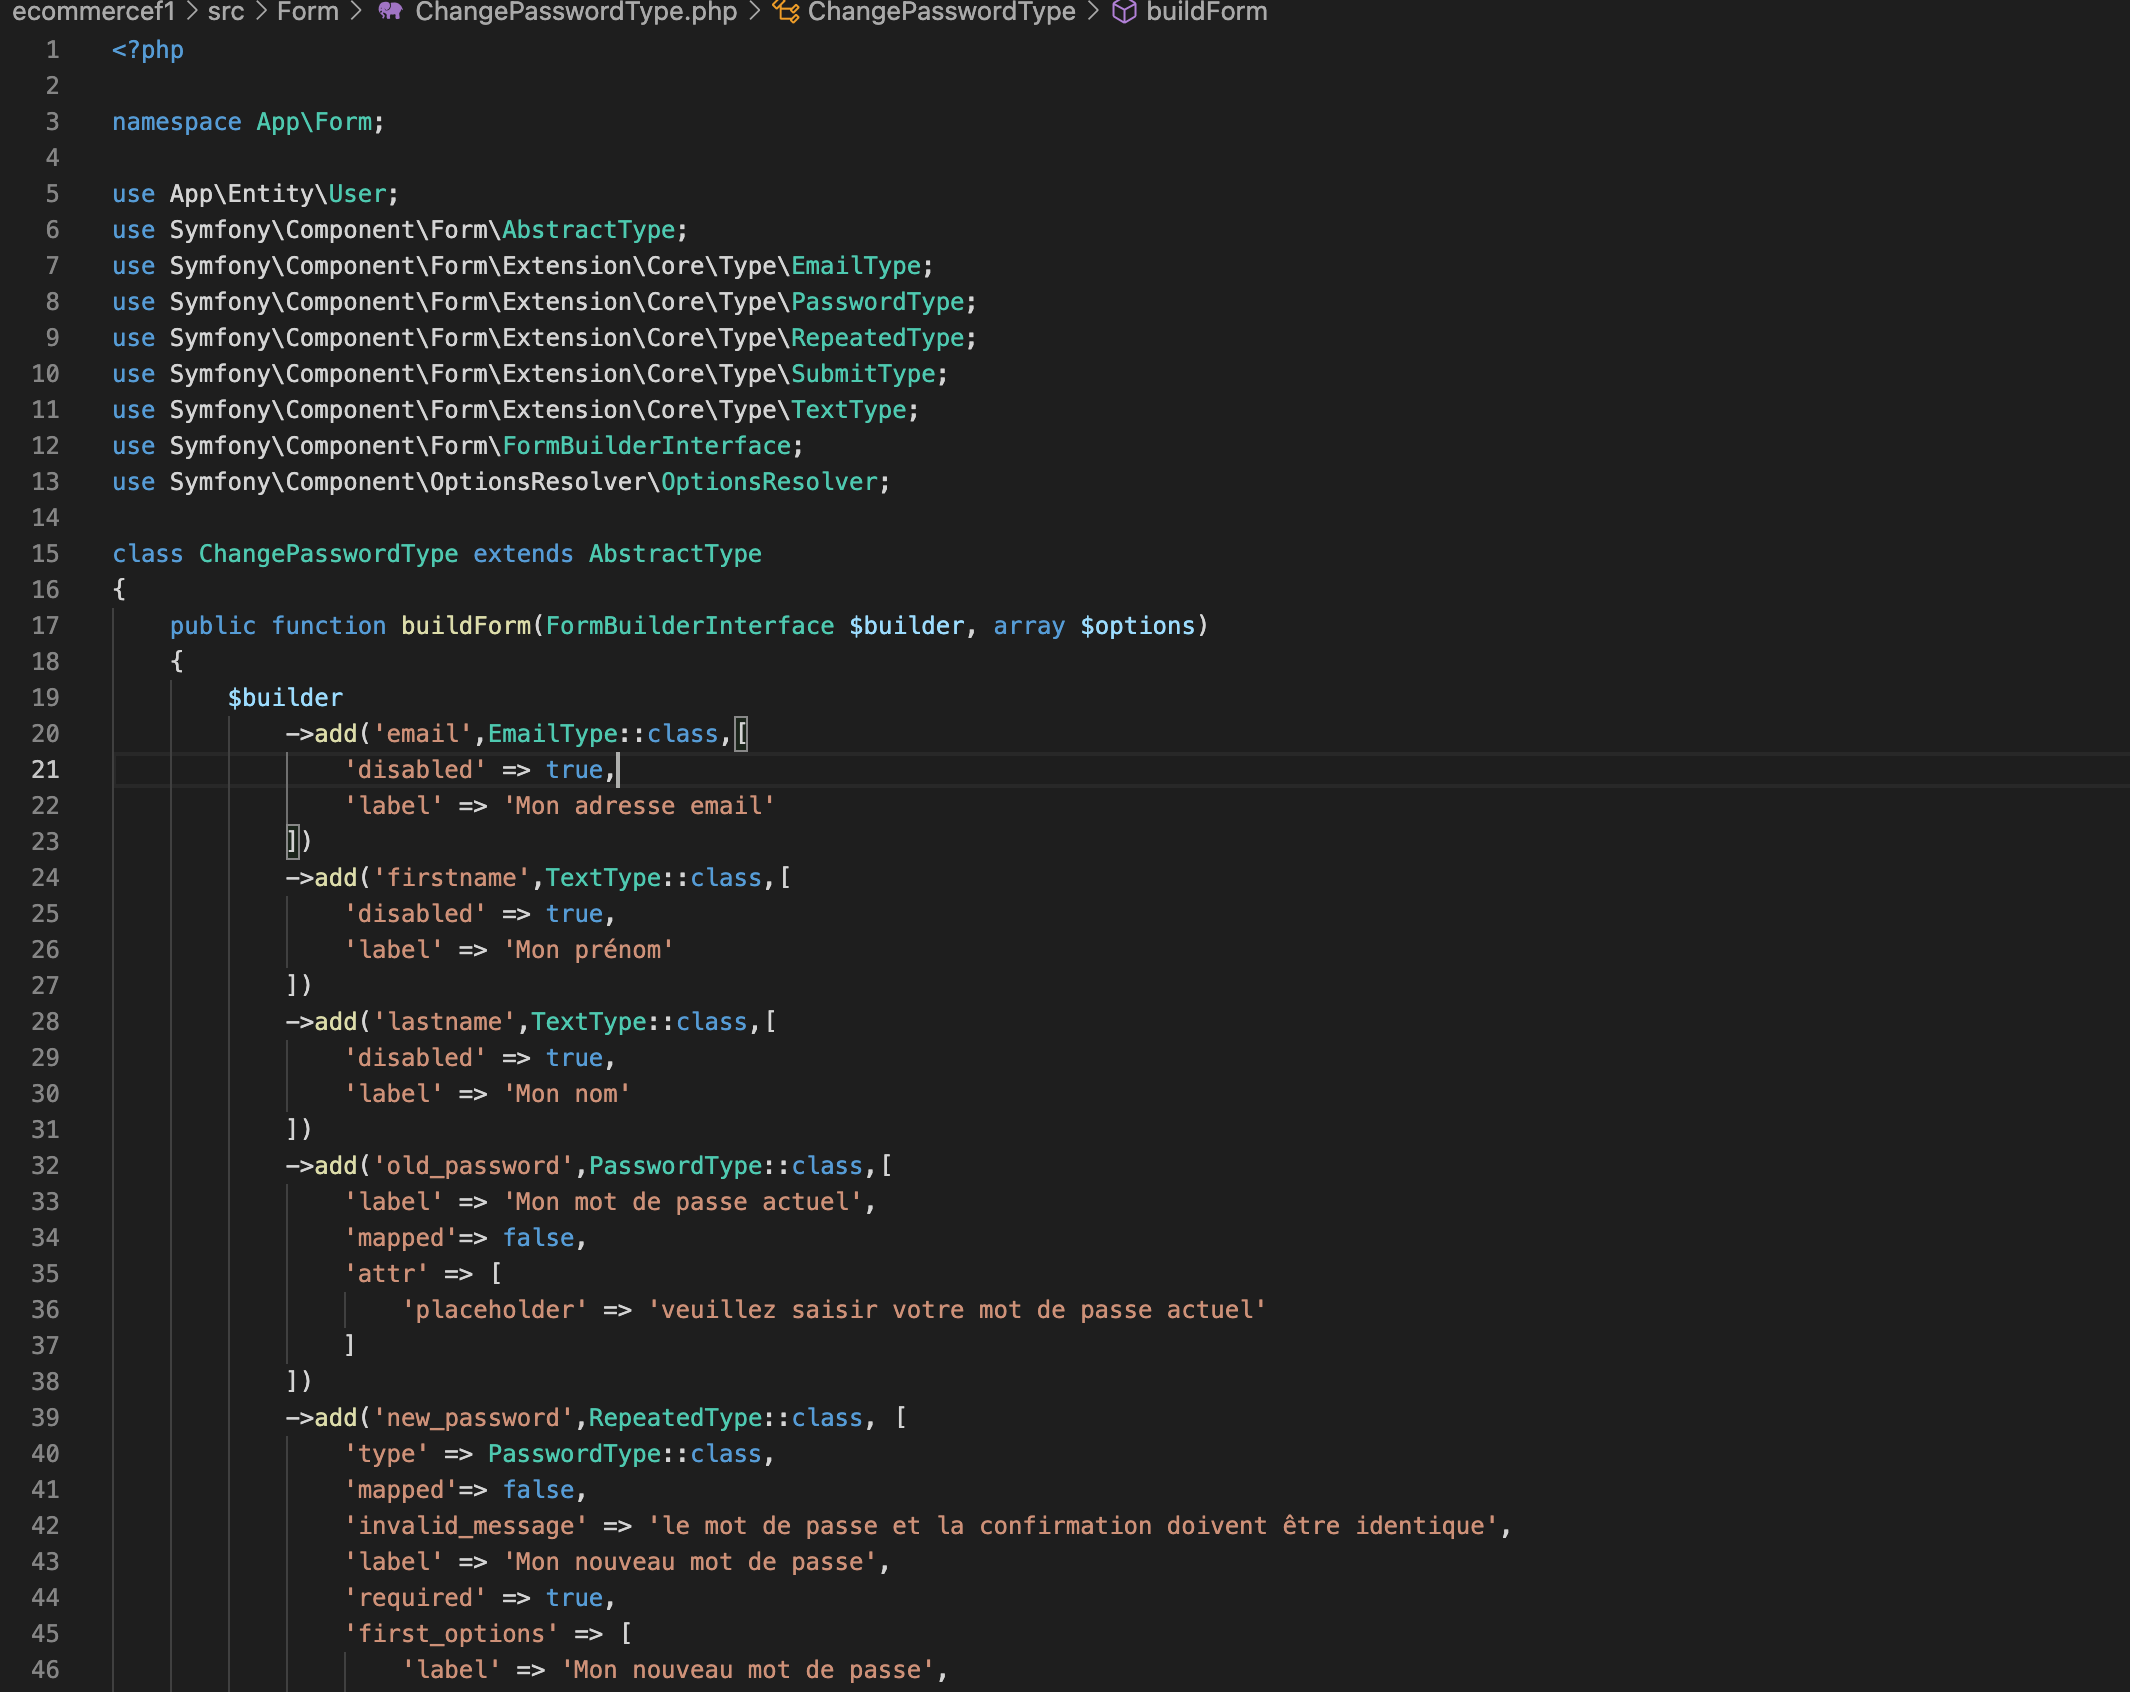 ecommercef1 > src > Form > ChangePasswordType.php > ChangePasswordType > buildForm
1 <?php
2
3 namespace App\Form;
4
5 use App\Entity\User;
6 use Symfony\Component\Form\AbstractType;
7 use Symfony\Component\Form\Extension\Core\Type\EmailType;
8 use Symfony\Component\Form\Extension\Core\Type\PasswordType;
9 use Symfony\Component\Form\Extension\Core\Type\RepeatedType;
10 use Symfony\Component\Form\Extension\Core\Type\SubmitType;
11 use Symfony\Component\Form\Extension\Core\Type\TextType;
12 use Symfony\Component\Form\FormBuilderInterface;
13 use Symfony\Component\OptionsResolver\OptionsResolver;
14
15 class ChangePasswordType extends AbstractType
16 {
17     public function buildForm(FormBuilderInterface $builder, array $options)
18     {
19         $builder
20             ->add('email',EmailType::class,[
21                 'disabled' => true,
22                 'label' => 'Mon adresse email'
23             ])
24             ->add('firstname',TextType::class,[
25                 'disabled' => true,
26                 'label' => 'Mon prénom'
27             ])
28             ->add('lastname',TextType::class,[
29                 'disabled' => true,
30                 'label' => 'Mon nom'
31             ])
32             ->add('old_password',PasswordType::class,[
33                 'label' => 'Mon mot de passe actuel',
34                 'mapped'=> false,
35                 'attr' => [
36                     'placeholder' => 'veuillez saisir votre mot de passe actuel'
37                 ]
38             ])
39             ->add('new_password',RepeatedType::class, [
40                 'type' => PasswordType::class,
41                 'mapped'=> false,
42                 'invalid_message' => 'le mot de passe et la confirmation doivent être identique',
43                 'label' => 'Mon nouveau mot de passe',
44                 'required' => true,
45                 'first_options' => [
46                     'label' => 'Mon nouveau mot de passe',